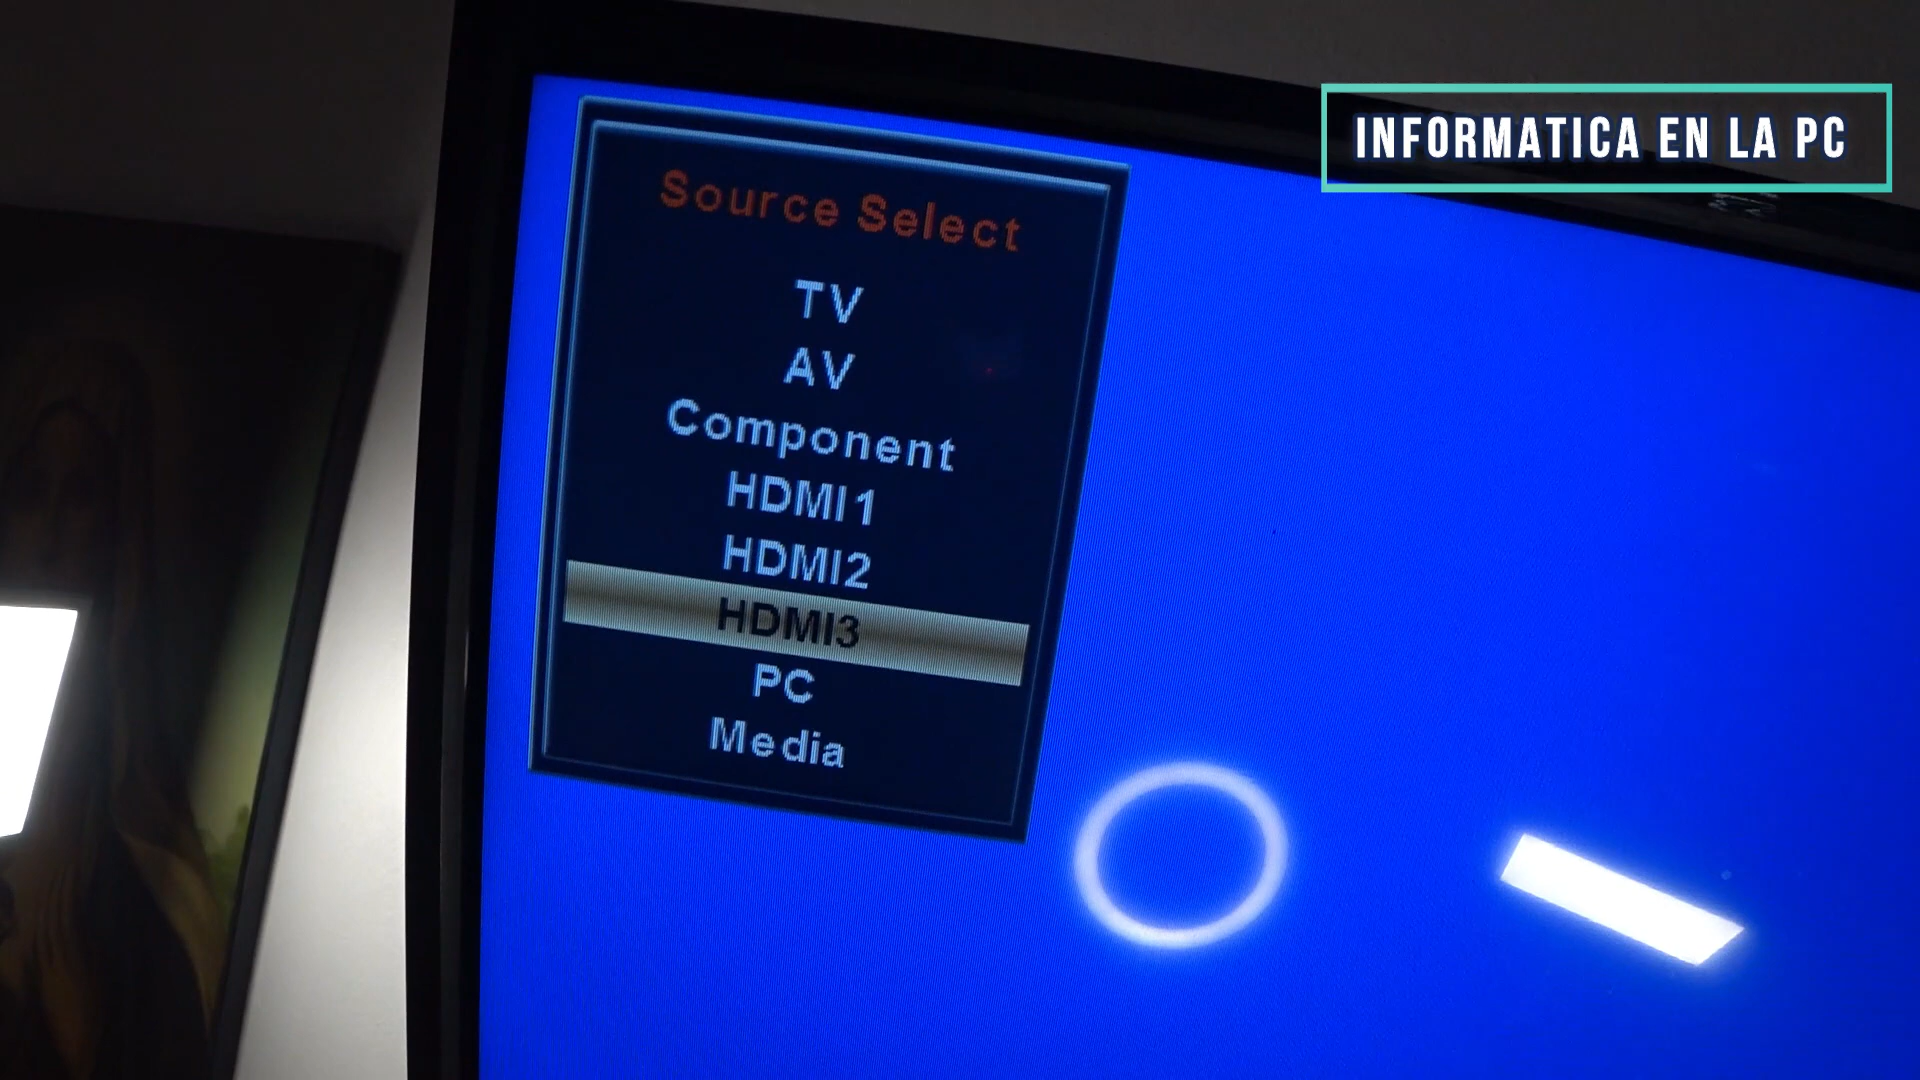 INFORMATICA EN LA PC
Source Select
TV
AV
Component
HDMI1
HDMI2
HDMI3
PC
Media